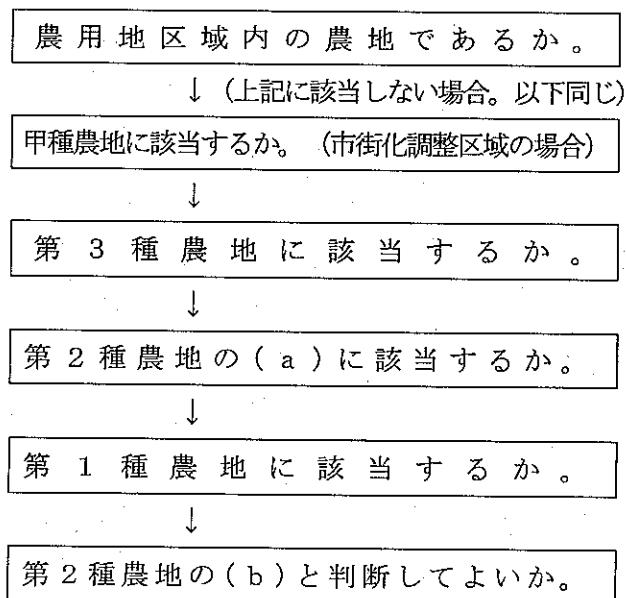 農用地区域内の農地であるか。
↓（上記に該当しない場合。以下同じ）
甲種農地に該当するか。（市街化調整区域の場合）
↓
第3種農地に該当するか。
↓
第2種農地の(a)に該当するか。
↓
第1種農地に該当するか。
↓
第2種農地の(b)と判断してよいか。